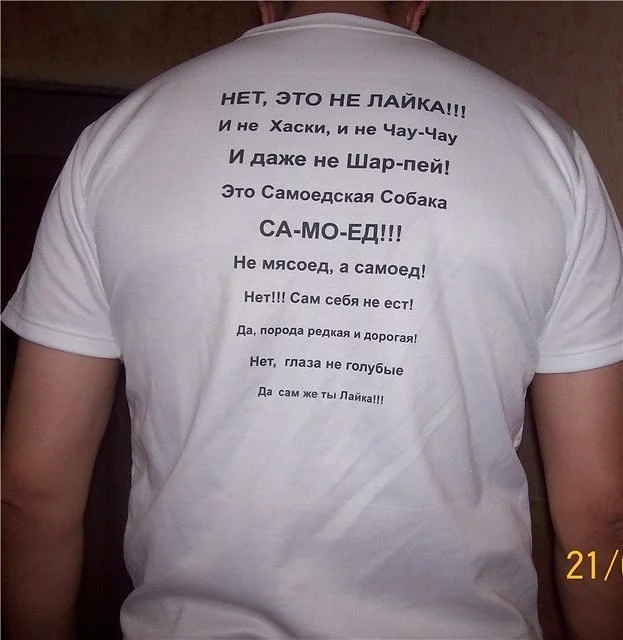 НЕТ, ЭТО НЕ ЛАЙКА!!!
И не Хаски, и не Чау-Чау
И даже не Шар-пей!
Это Самоедская Собака
СА-МО-ЕД!!!
Не мясоед, а самоед!
Нет!!! Сам себя не ест!
Да, порода редкая и дорогая!
Нет, глаза не голубые
Да сам же ты Лайка!!!
21/